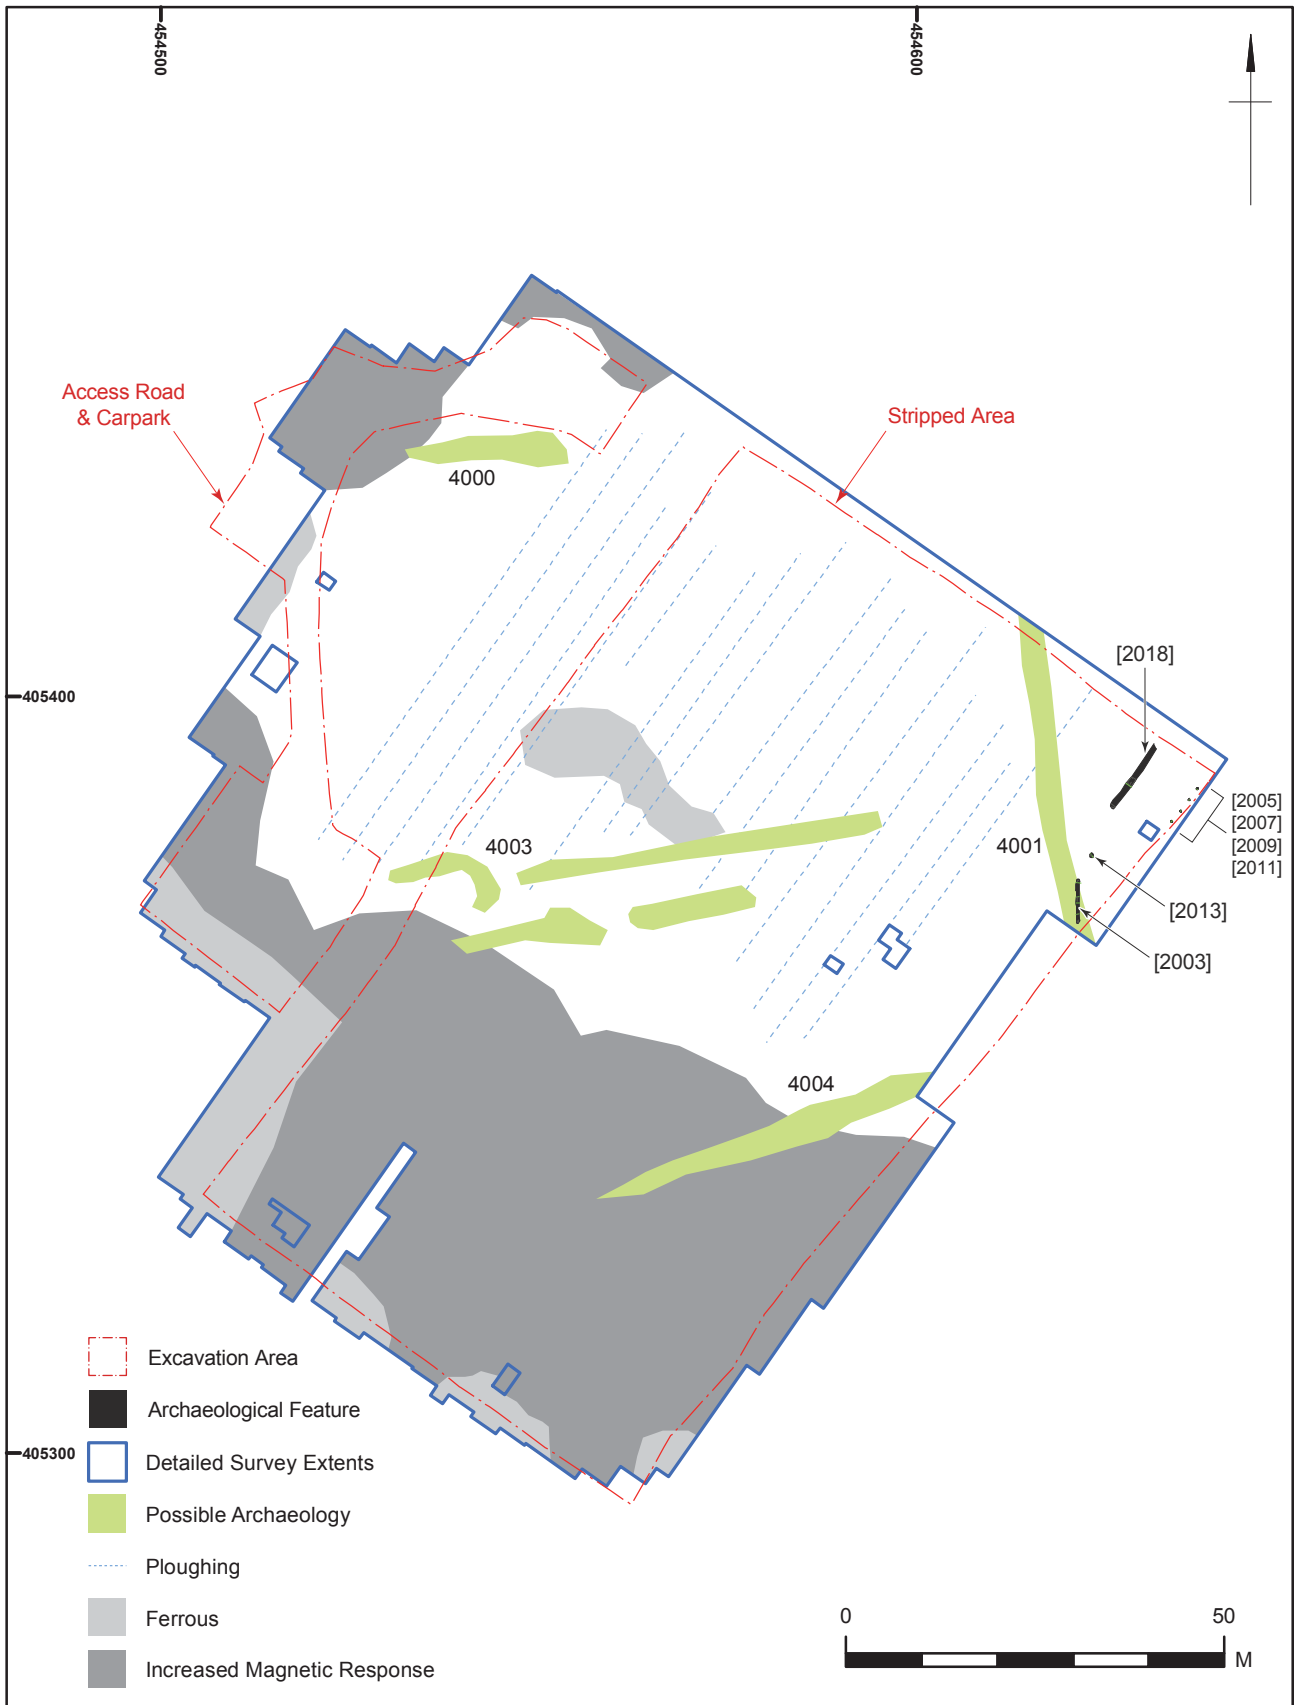 454500
454600
Access Road
& Carpark
Stripped Area
4000
[2018]
405400
[2005]
[2007]
[2009]
[2011]
4003
4001
[2013]
[2003]
4004
Excavation Area
Archaeological Feature
Detailed Survey Extents
405300
Possible Archaeology
Ploughing
Ferrous
Increased Magnetic Response
0
50
M